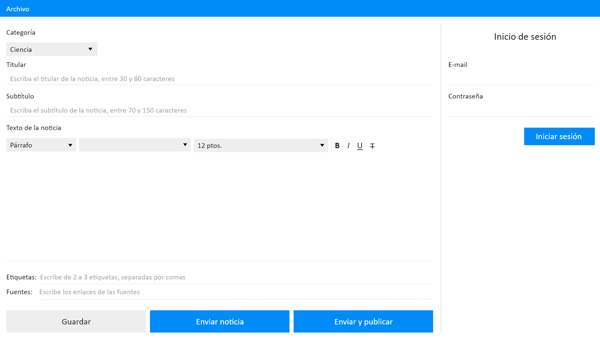 Archivo
Categoría
Ciencia
Titular
Escriba el titular de la noticia, entre 30 y 80 caracteres
Subtítulo
Escriba el subtítulo de la noticia, entre 70 y 150 caracteres
Texto de la noticia
Párrafo 12 ptos. B I U T
Etiquetas: Escribe de 2 a 3 etiquetas, separadas por comas
Fuentes: Escribe los enlaces de las fuentes
Guardar Enviar noticia Enviar y publicar
Inicio de sesión
E-mail
Contraseña
Iniciar sesión